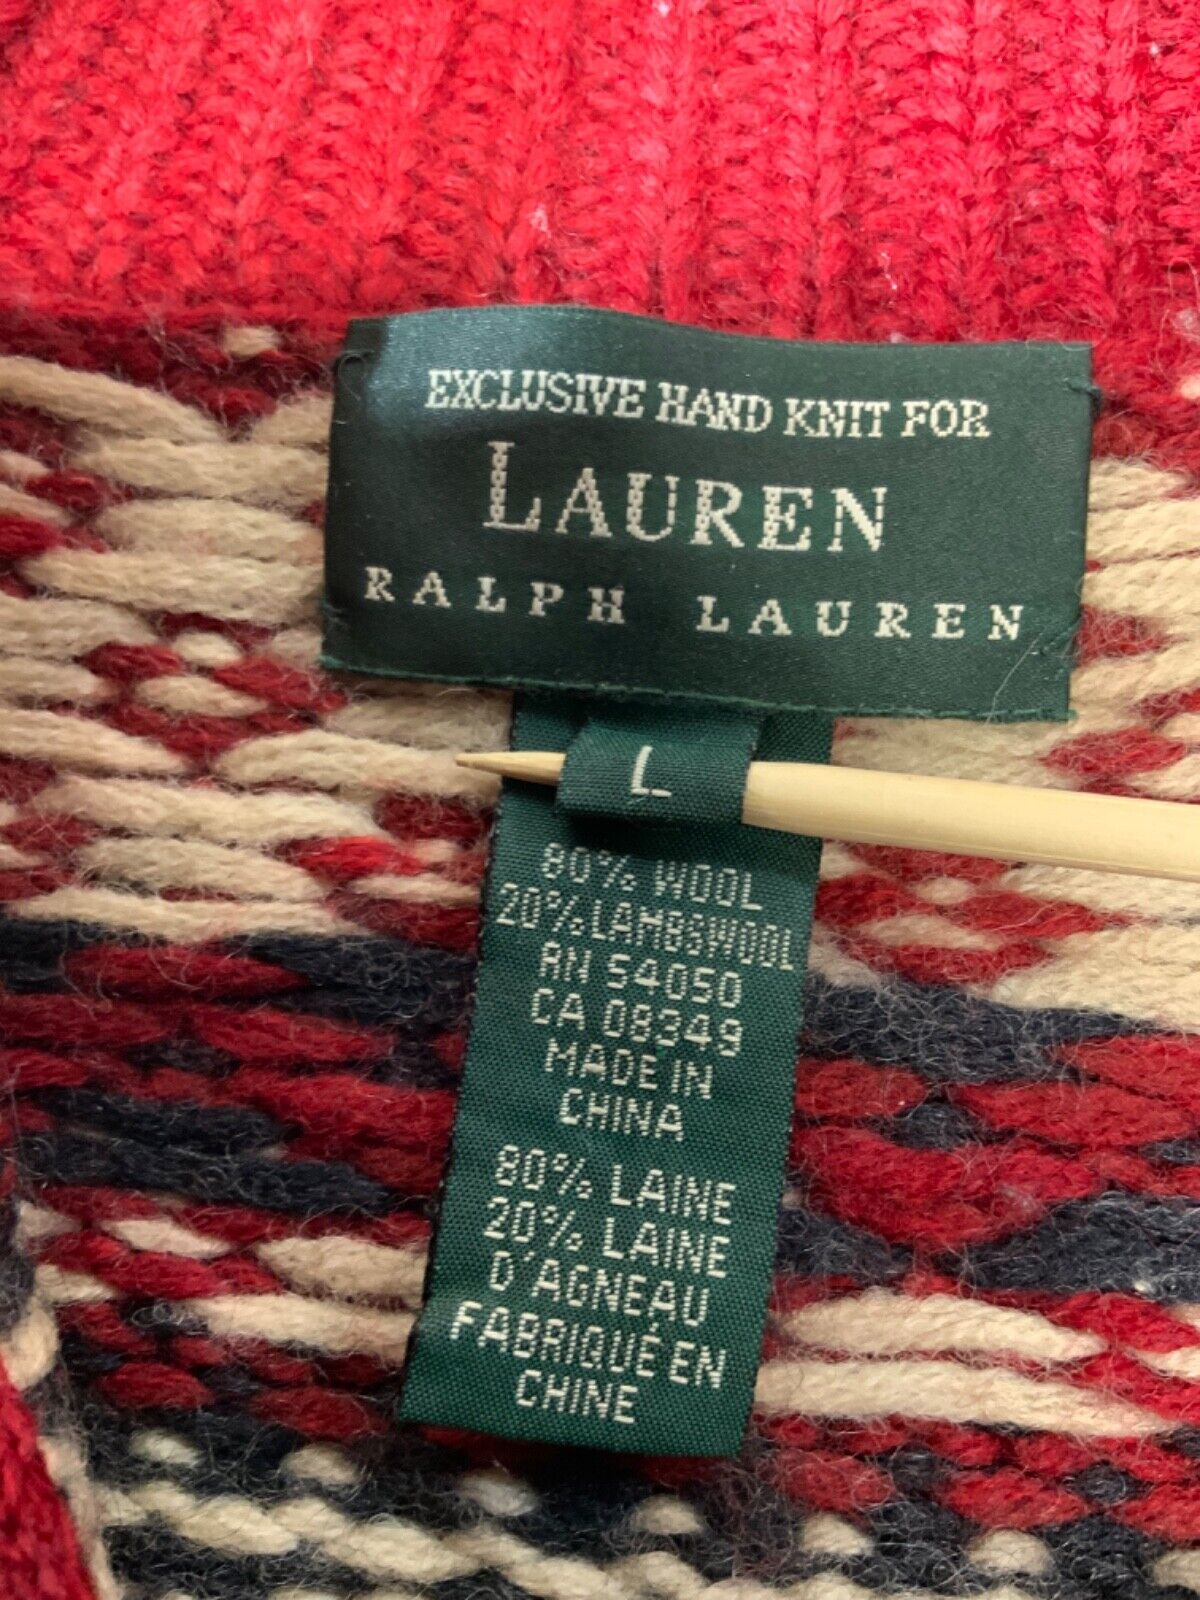 EXCLUSIVE HAND KNIT FOR
LAUREN
RALPH LAUREN
L
80% WOOL
20% LAMBSWOOL
RN 54050
CA 08349
MADE IN
CHINA
80% LAINE
20% LAINE
D'AGNEAU
FABRIQUÉ EN
CHINE